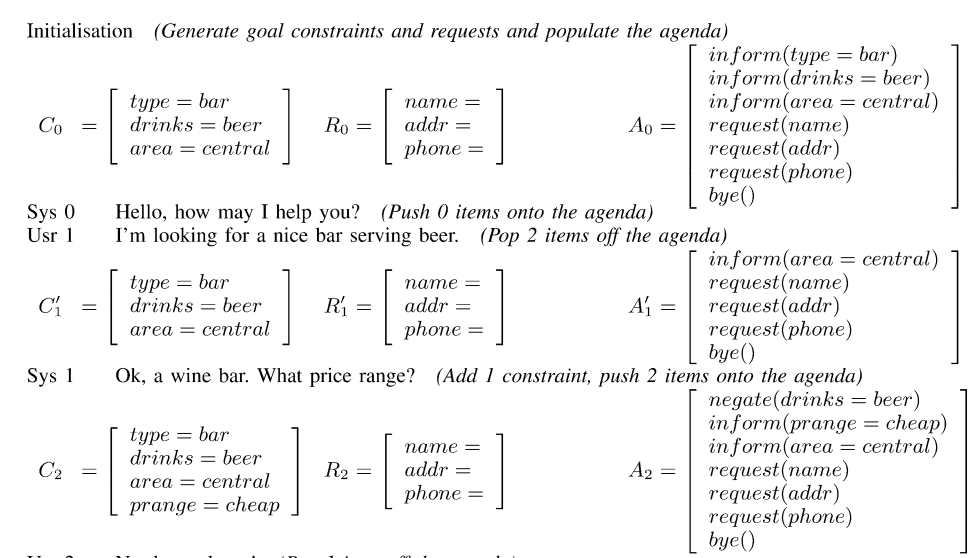 Initialisation (Generate goal constraints and requests and populate the agenda)
C₀ = [ type = bar
drinks = beer
area = central ]
R₀ = [ name =
addr =
phone = ]
A₀ = [ inform(type = bar)
inform(drinks = beer)
inform(area = central)
request(name)
request(addr)
request(phone)
bye() ]
Sys 0 Hello, how may I help you? (Push 0 items onto the agenda)
Usr 1 I'm looking for a nice bar serving beer. (Pop 2 items off the agenda)
C′₁ = [ type = bar
drinks = beer
area = central ]
R′₁ = [ name =
addr =
phone = ]
A′₁ = [ inform(area = central)
request(name)
request(addr)
request(phone)
bye() ]
Sys 1 Ok, a wine bar. What price range? (Add 1 constraint, push 2 items onto the agenda)
C₂ = [ type = bar
drinks = beer
area = central
prange = cheap ]
R₂ = [ name =
addr =
phone = ]
A₂ = [ negate(drinks = beer)
inform(prange = cheap)
inform(area = central)
request(name)
request(addr)
request(phone)
bye() ]